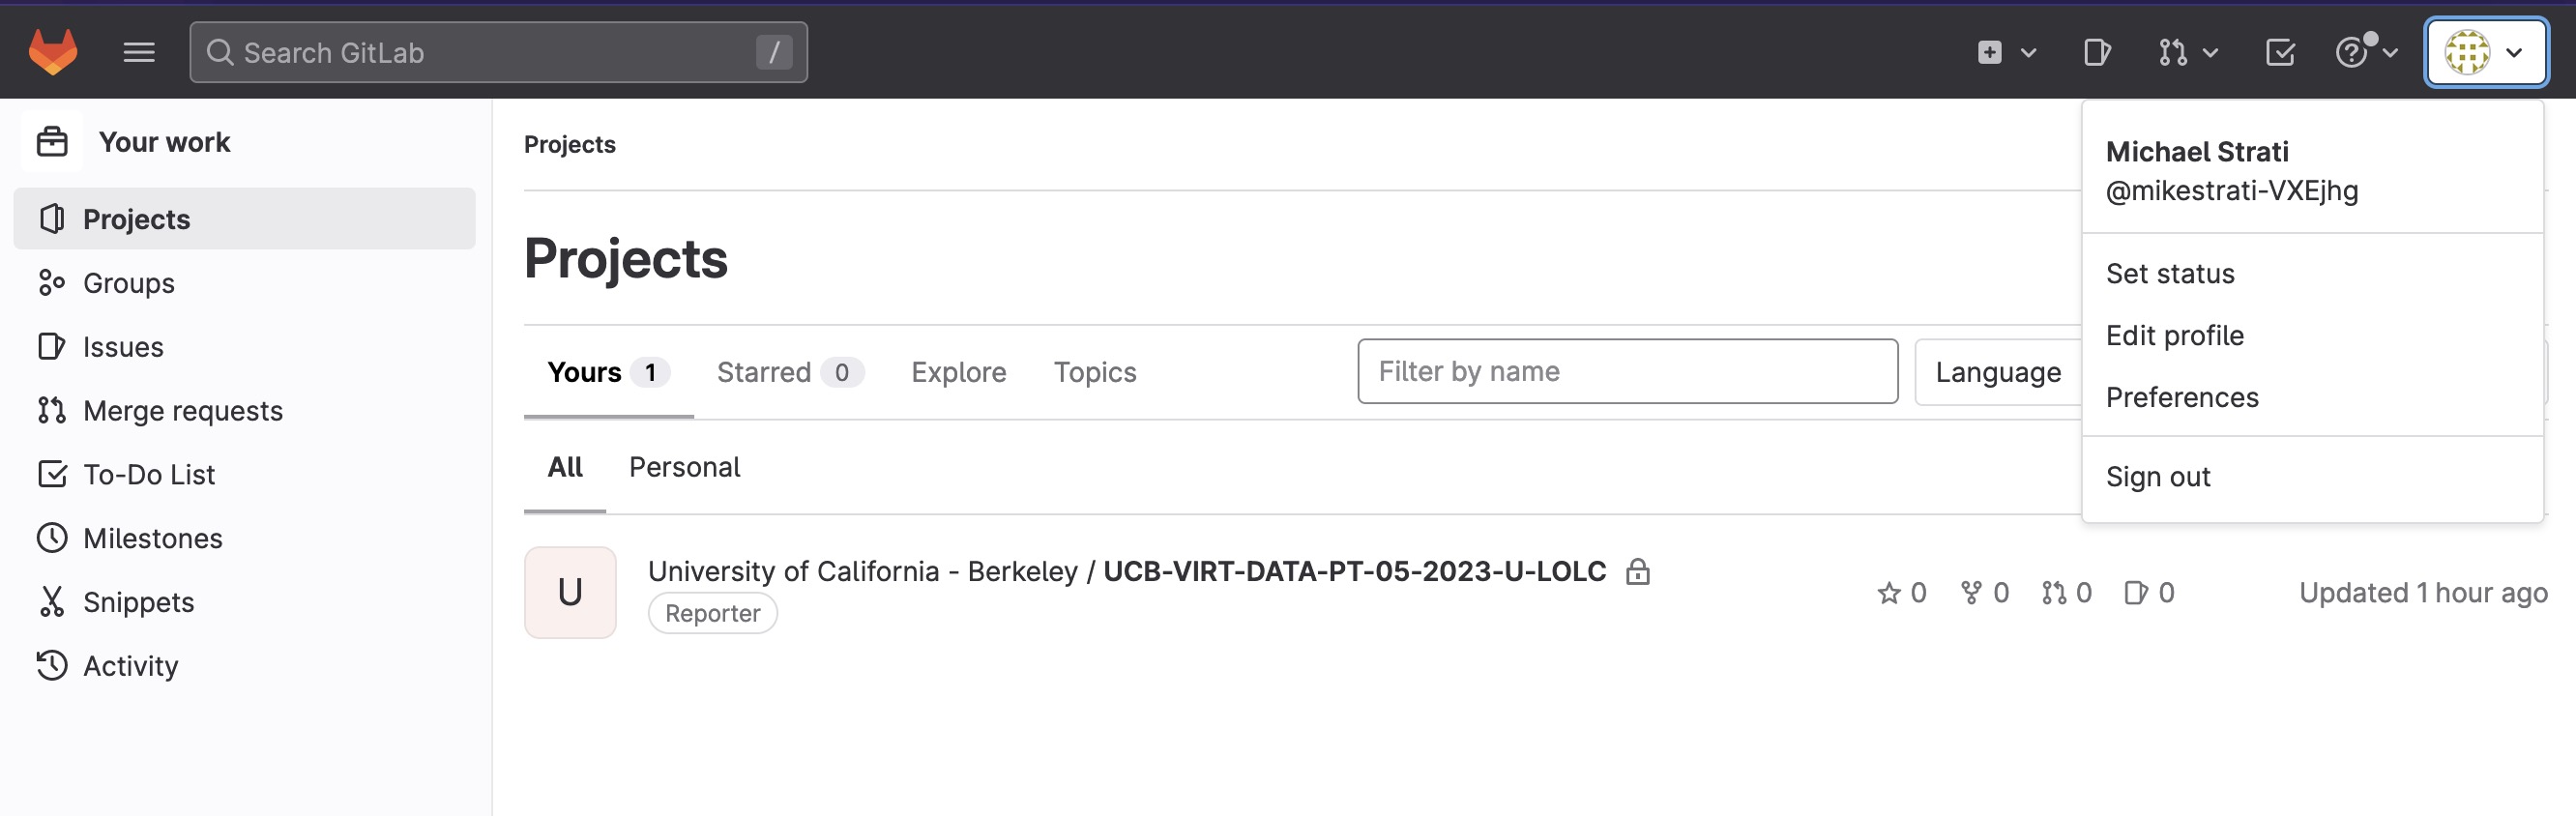 Search GitLab /
Your work
Projects
Groups
Issues
Merge requests
To-Do List
Milestones
Snippets
Activity
Projects
Projects
Yours 1 Starred 0 Explore Topics Filter by name Language
All Personal
U University of California - Berkeley / UCB-VIRT-DATA-PT-05-2023-U-LOLC
Reporter
0 0 0 0 Updated 1 hour ago
Michael Strati
@mikestrati-VXEjhg
Set status
Edit profile
Preferences
Sign out